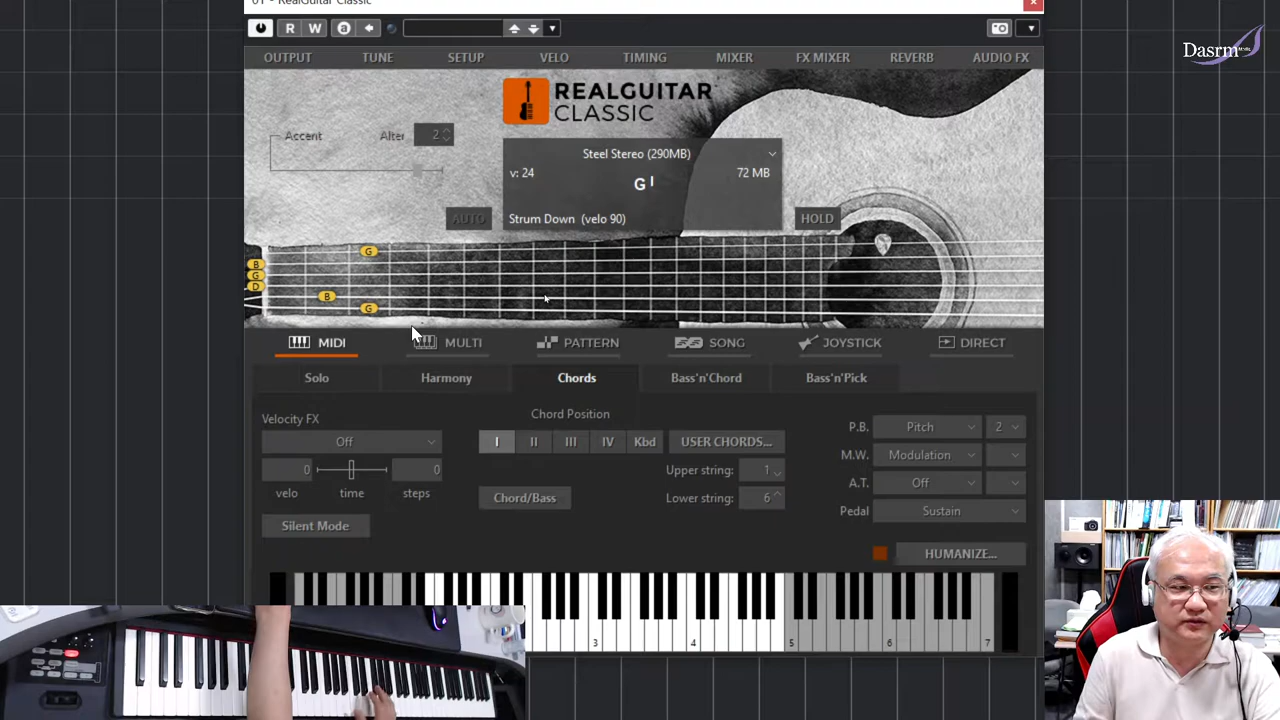 01 - RealGuitar Classic
R W a
Dasrm
OUTPUT TUNE SETUP VELO TIMING MIXER FX MIXER REVERB AUDIO FX
REALGUITAR
CLASSIC
Accent Alter 2
Steel Stereo (290MB)
v: 24 72 MB
G I
AUTO Strum Down (velo 90) HOLD
G
B
G
D
B
G
MIDI MULTI PATTERN SONG JOYSTICK DIRECT
Solo Harmony Chords Bass'n'Chord Bass'n'Pick
Velocity FX Chord Position P.B. Pitch 2
Off I II III IV Kbd USER CHORDS...
M.W. Modulation
0 0 Upper string: 1
velo time steps A.T. Off
Chord/Bass Lower string: 6
Pedal Sustain
Silent Mode
HUMANIZE...
3 4 5 6 7